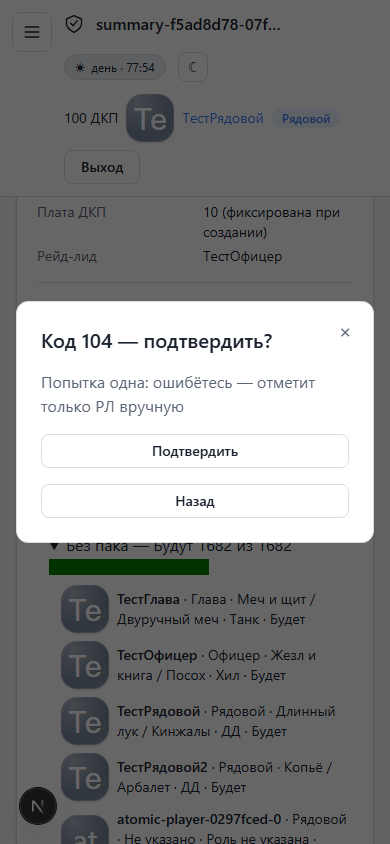 summary-f5ad8d78-07f...
☀ день · 77:54 ☾
100 ДКП Te ТестРядовой Рядовой
Выход
Плата ДКП 10 (фиксирована при
создании)
Рейд-лид ТестОфицер
Код 104 — подтвердить? ×
Попытка одна: ошибётесь — отметит
только РЛ вручную
Подтвердить
Назад
▼ Без пака — Будут 1682 из 1682
Te ТестГлава · Глава · Меч и щит /
Двуручный меч · Танк · Будет
Te ТестОфицер · Офицер · Жезл и
книга / Посох · Хил · Будет
Te ТестРядовой · Рядовой · Длинный
лук / Кинжалы · ДД · Будет
Te ТестРядовой2 · Рядовой · Копьё /
Арбалет · ДД · Будет
N
at atomic-player-0297fced-0 · Рядовой
· Не указано · Роль не указана ·